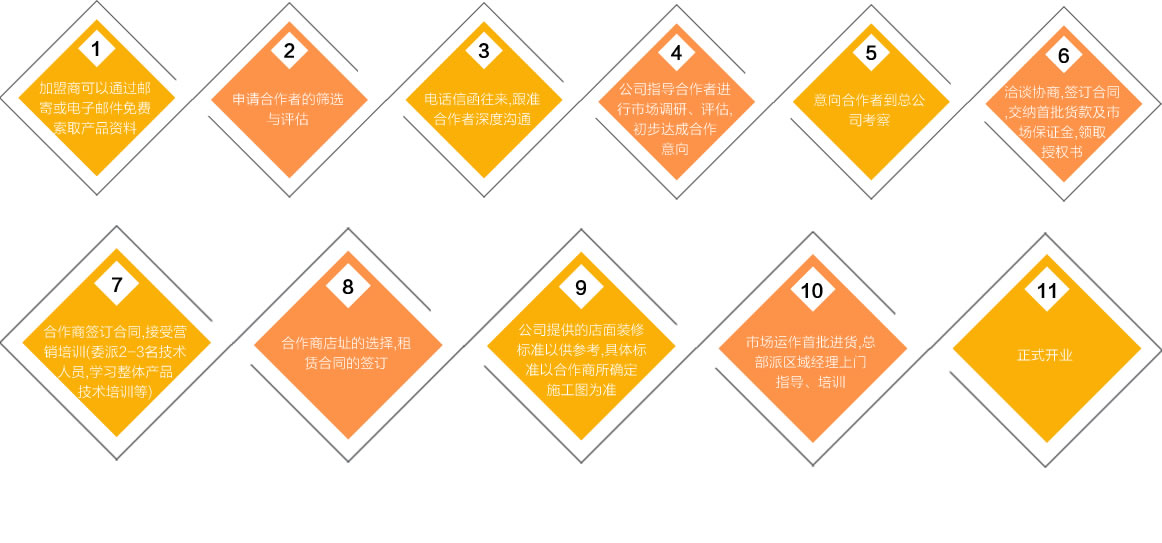 1
加盟商可以通过邮
寄或电子邮件免费
索取产品资料
2
申请合作者的筛选
与评估
3
电话信函往来,跟准
合作者深度沟通
4
公司指导合作者进
行市场调研、评估,
初步达成合作
意向
5
意向合作者到总公
司考察
6
洽谈协商,签订合同
,交纳首批货款及市
场保证金,领取
授权书
7
合作商签订合同,接受营
销培训(委派2-3名技术
人员,学习整体产品
技术培训等)
8
合作商店址的选择,租
赁合同的签订
9
公司提供的店面装修
标准以供参考,具体标
准以合作商所确定
施工图为准
10
市场运作首批进货,总
部派区域经理上门
指导、培训
11
正式开业